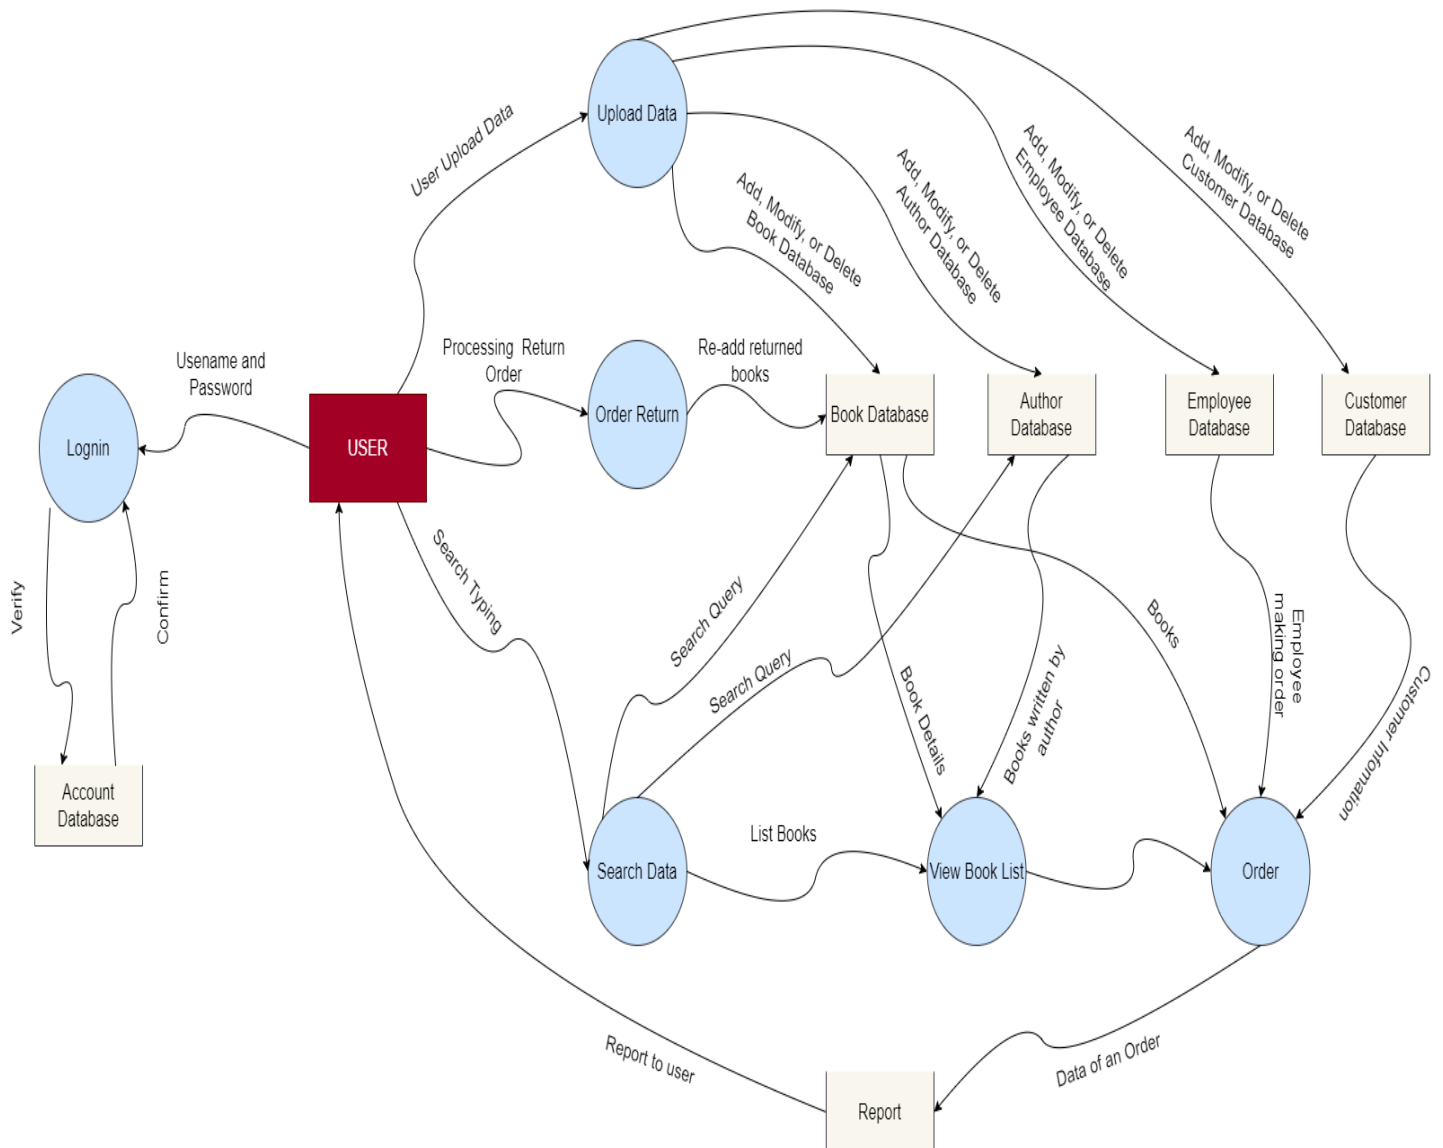 Upload Data
User Upload Data
Add, Modify, or Delete
Book Database
Add, Modify, or Delete
Author Database
Add, Modify, or Delete
Employee Database
Add, Modify, or Delete
Customer Database
Usename and
Password
Processing Return
Order
Re-add returned
books
Lognin
USER
Order Return
Book Database
Author
Database
Employee
Database
Customer
Database
Verify
Confirm
Search Typing
Search Query
Search Query
Book Details
Books written by
author
Books
Employee
making order
Customer Infomation
Account
Database
Search Data
List Books
View Book List
Order
Report to user
Data of an Order
Report